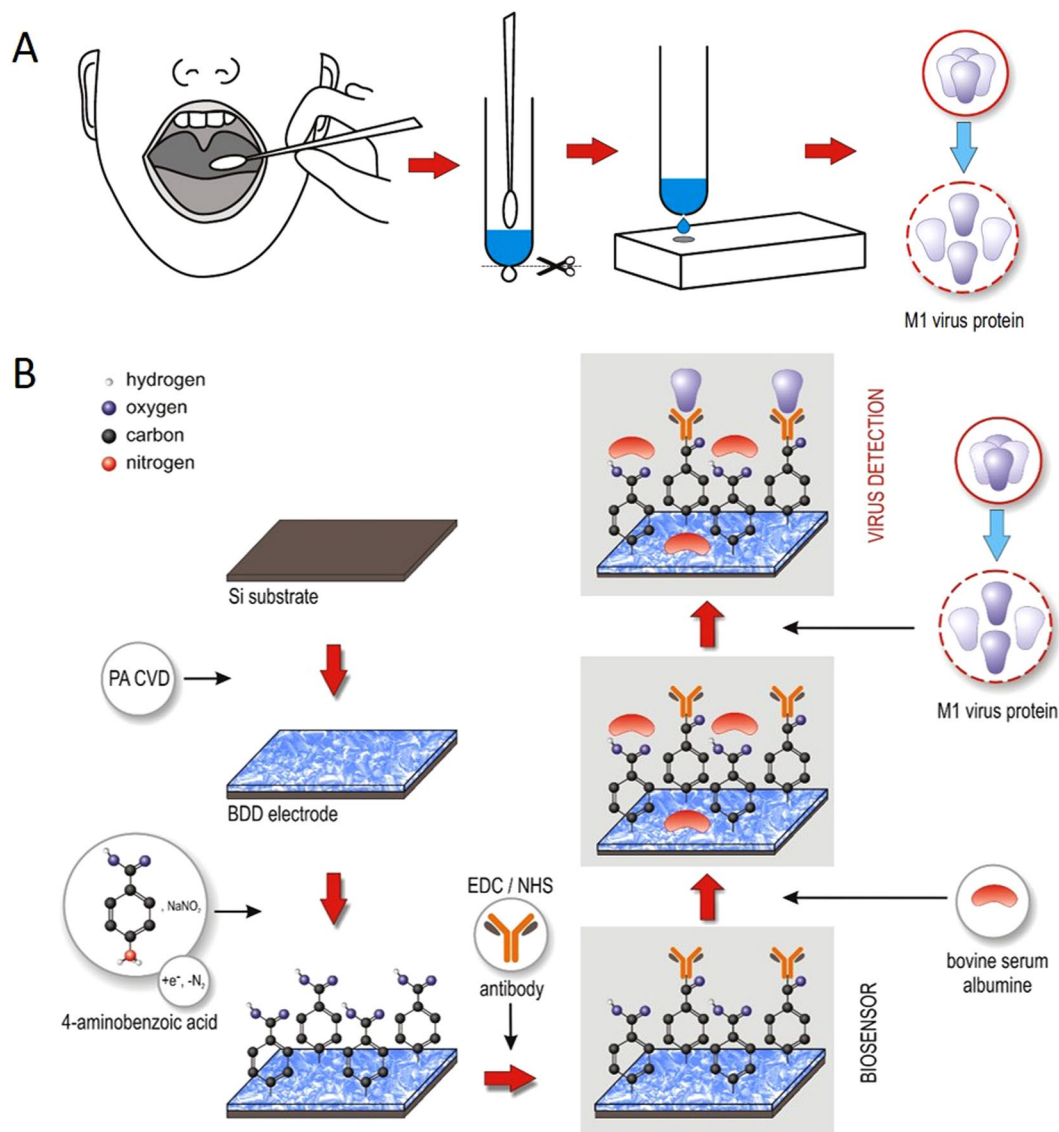 A
M1 virus protein
B
hydrogen
oxygen
carbon
nitrogen
Si substrate
PA CVD
BDD electrode
, NaNO₂
+e⁻, -N₂
4-aminobenzoic acid
EDC / NHS
antibody
BIOSENSOR
bovine serum
albumine
VIRUS DETECTION
M1 virus protein